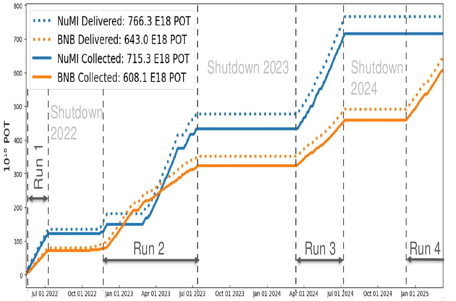 800
700
600
500
400
300
200
100
0
NuMI Delivered: 766.3 E18 POT
BNB Delivered: 643.0 E18 POT
NuMI Collected: 715.3 E18 POT
BNB Collected: 608.1 E18 POT
Shutdown
2022
Shutdown 2023
Shutdown
2024
Run 1
Run 2
Run 3
Run 4
POT
Jul 01 2022
Oct 01 2022
Jan 01 2023
Apr 01 2023
Jul 01 2023
Oct 01 2023
Jan 01 2024
Apr 01 2024
Jul 01 2024
Oct 01 2024
Jan 01 2025